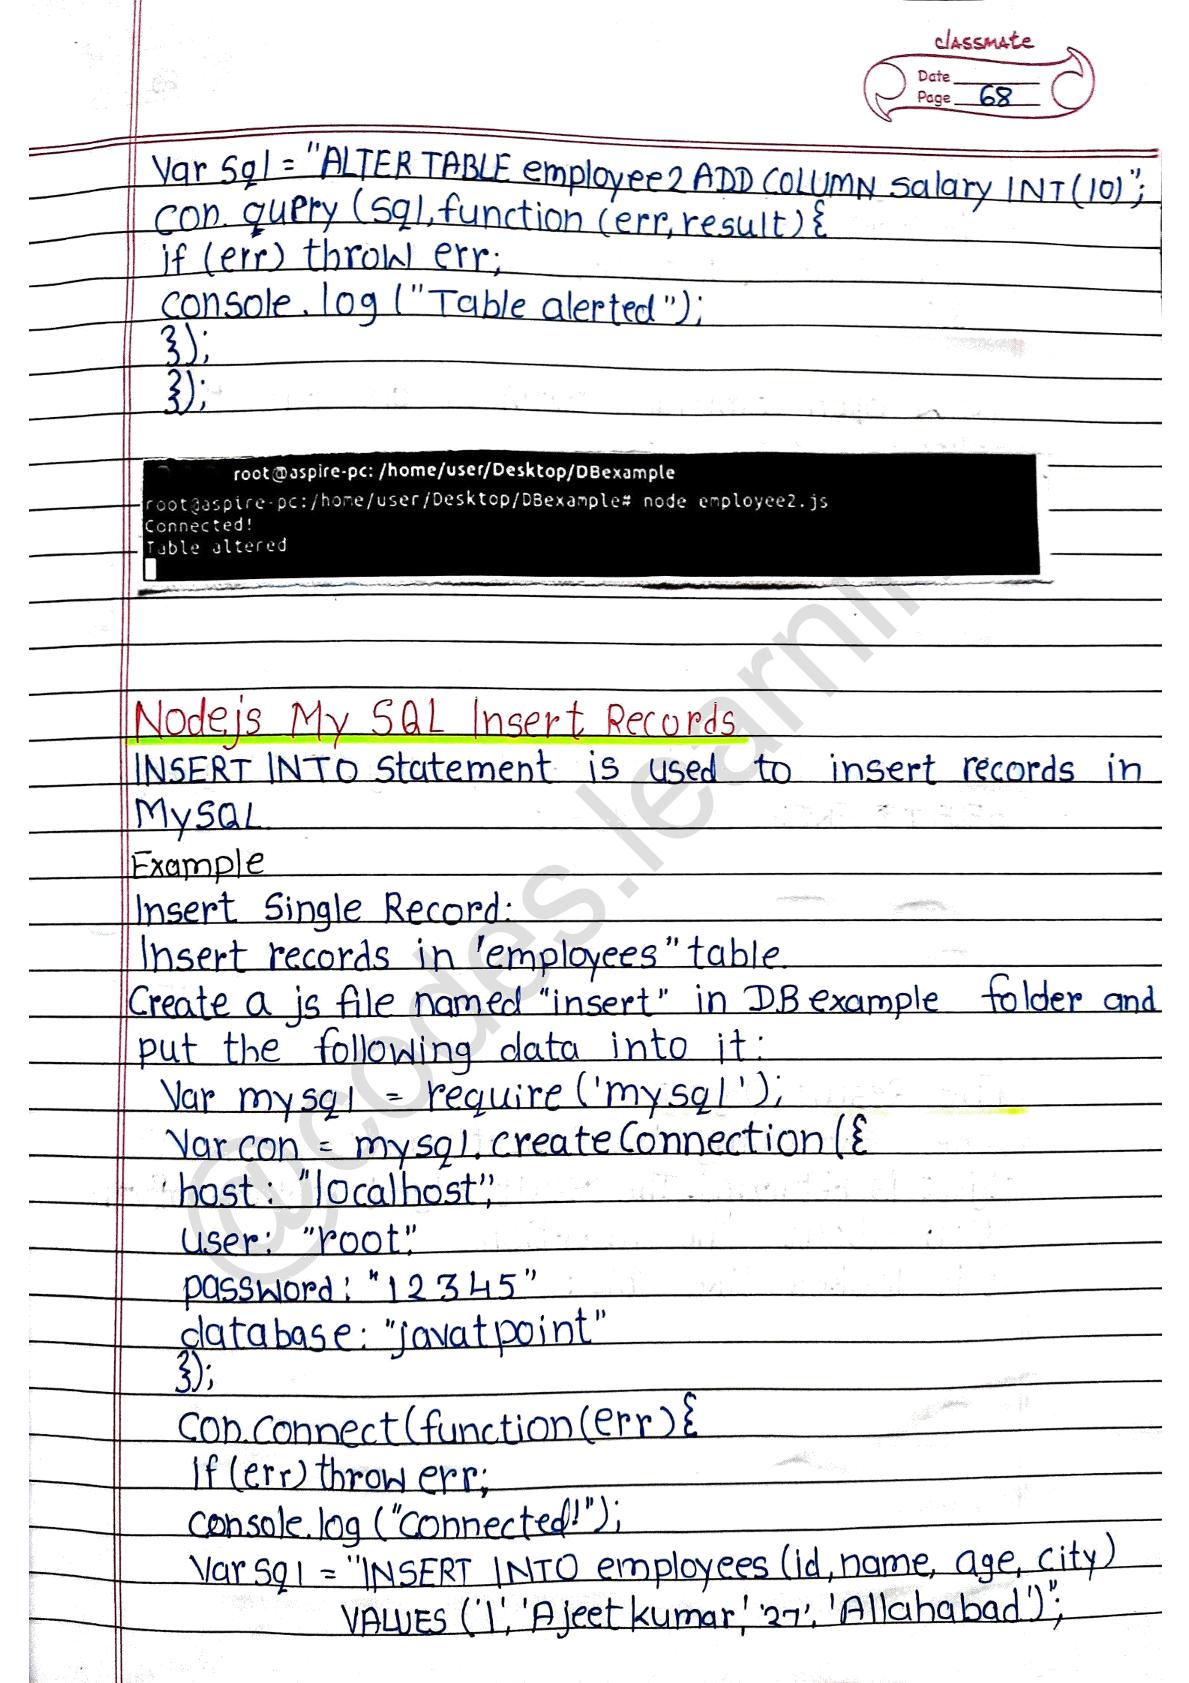 classmate
Date
Page 68
Var sql = "ALTER TABLE employee2 ADD COLUMN salary INT(10)";
con. query (sql, function (err, result) {
if (err) throw err;
console.log ("Table alerted");
});
});
root@aspire-pc: /home/user/Desktop/DBexample
root@aspire-pc:/home/user/Desktop/DBexample# node employee2.js
Connected!
Table altered
Node.js My SQL Insert Records
INSERT INTO Statement is used to insert records in
MySQL
Example
Insert Single Record:
Insert records in 'employees" table.
Create a js file named "insert" in DB example folder and
put the following data into it:
Var mysql = require ('mysql');
Var con = mysql.createConnection ({
host: "localhost",
user: "root"
password: "12345"
database: "javatpoint"
});
con.connect (function (err) {
if (err) throw err;
console.log ("connected!");
Var sql = "INSERT INTO employees (id, name, age, city)
VALUES ('1', 'Ajeet kumar', '27', 'Allahabad')";
@codes.learni